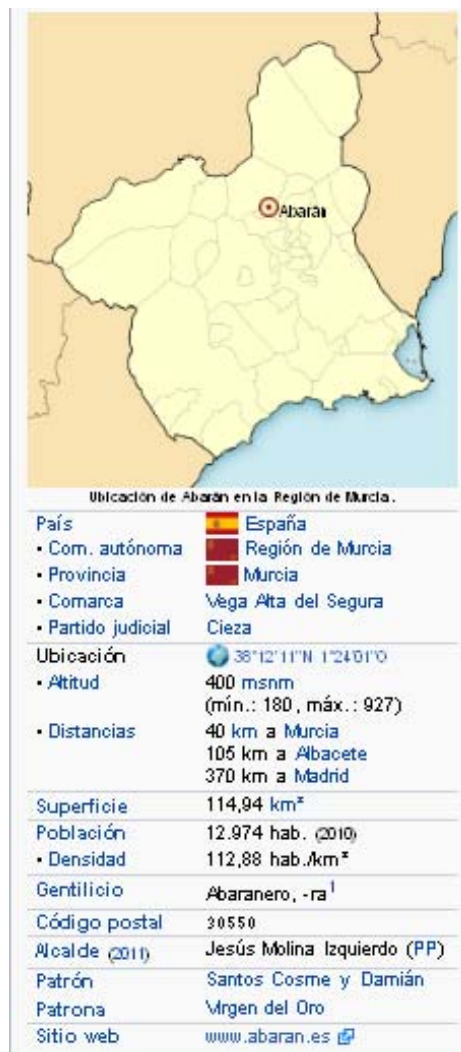 Abarán
Ubicación de Abarán en la Región de Murcia.
País España
• Com. autónoma Región de Murcia
• Provincia Murcia
• Comarca Vega Alta del Segura
• Partido judicial Cieza
Ubicación 38°12'11"N 1°24'01"O
• Altitud 400 msnm
(mín.: 180, máx.: 927)
• Distancias 40 km a Murcia
105 km a Albacete
370 km a Madrid
Superficie 114,94 km²
Población 12.974 hab. (2010)
• Densidad 112,88 hab./km²
Gentilicio Abaranero, -ra¹
Código postal 30550
Alcalde (2011) Jesús Molina Izquierdo (PP)
Patrón Santos Cosme y Damián
Patrona Virgen del Oro
Sitio web www.abaran.es